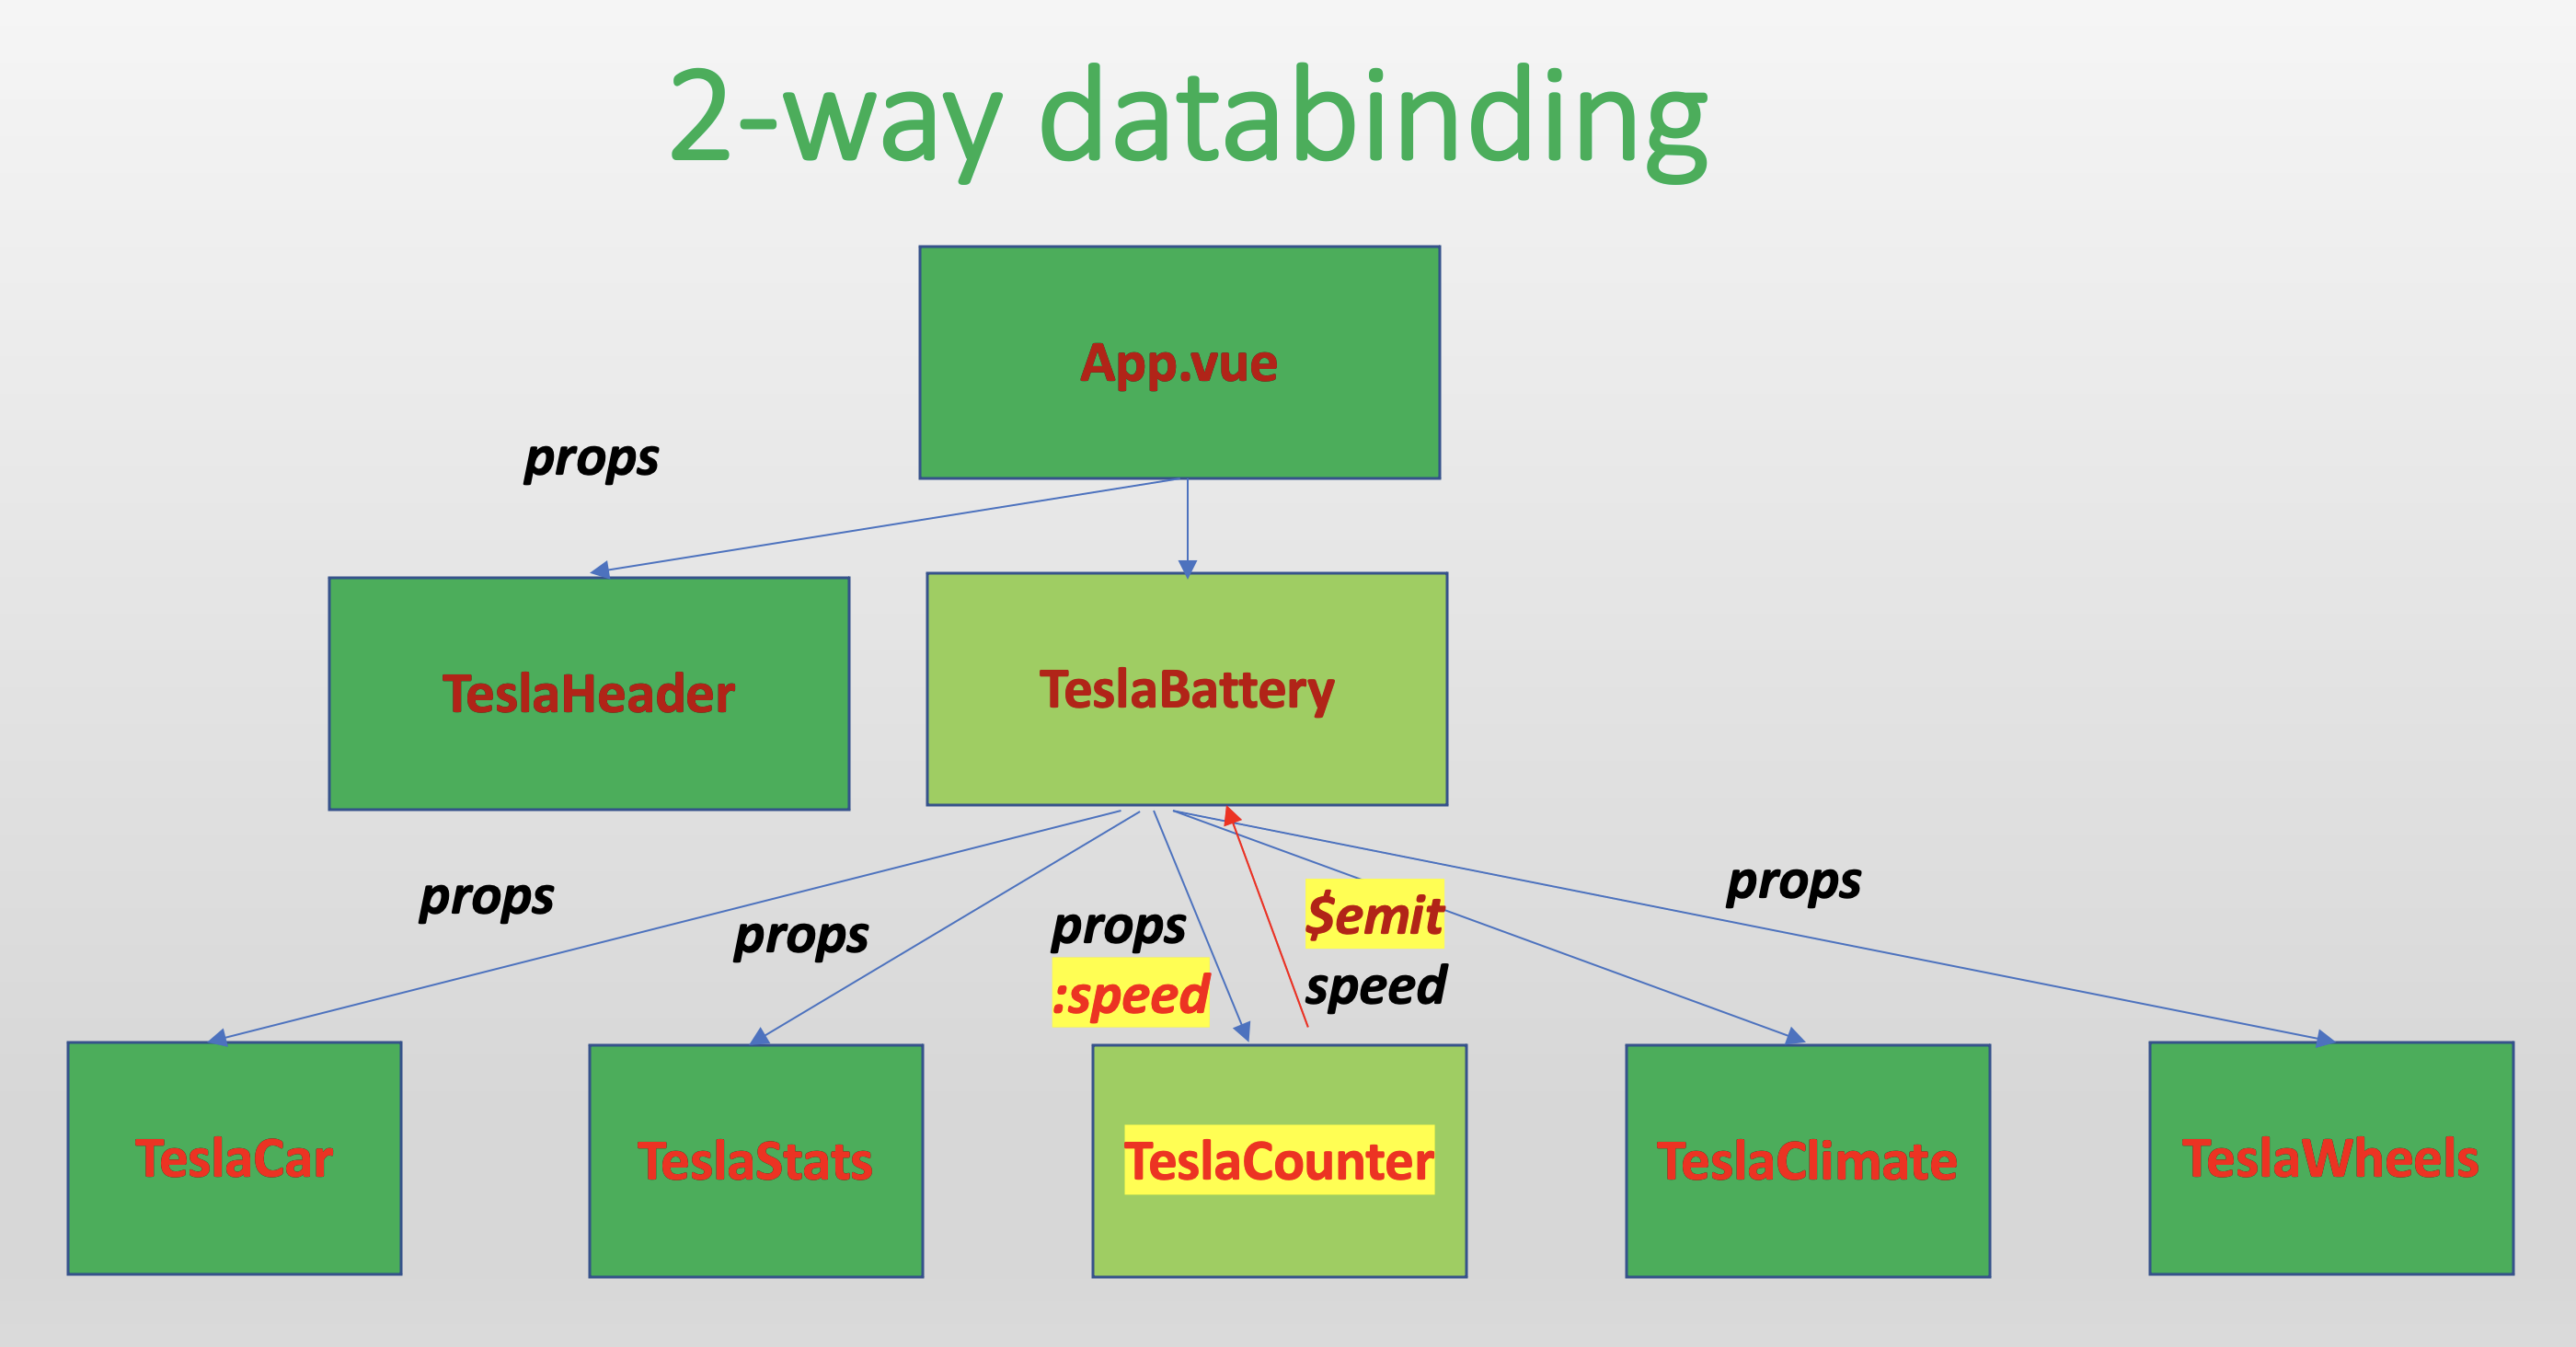 2-way databinding
App.vue
props
TeslaHeader
TeslaBattery
props
props
props
:speed
$emit
speed
props
TeslaCar
TeslaStats
TeslaCounter
TeslaClimate
TeslaWheels